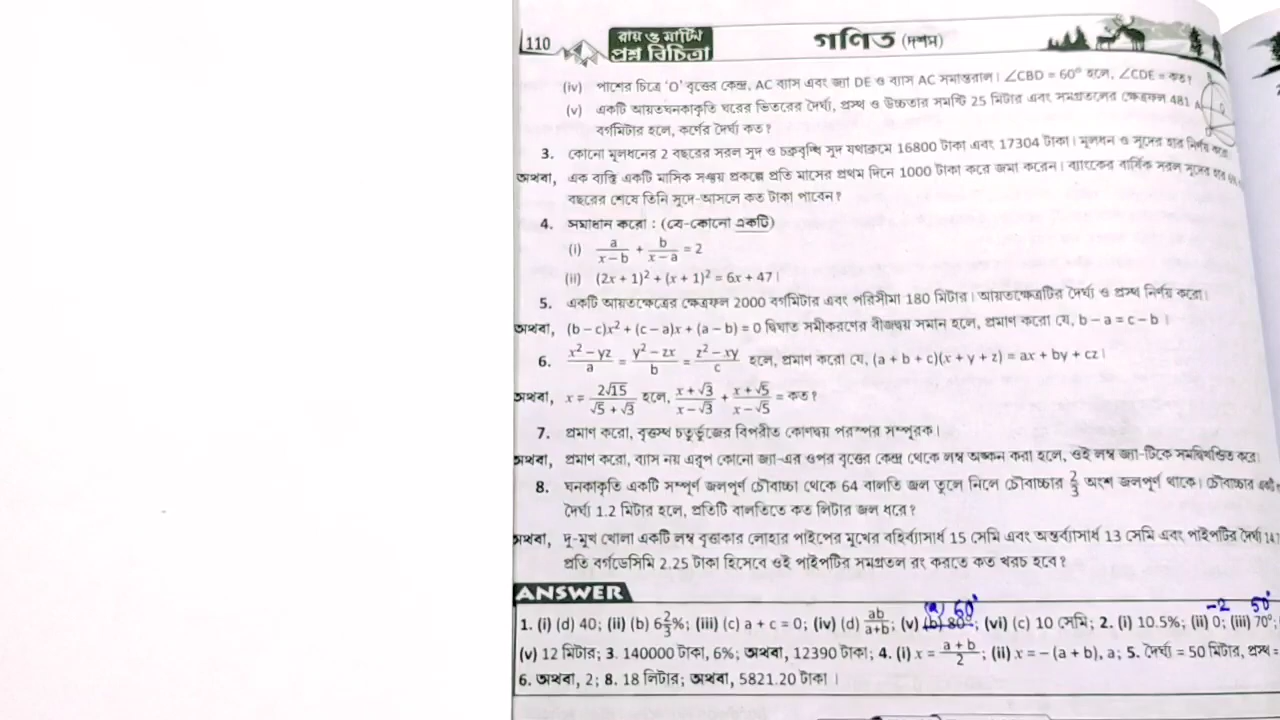 110
রায় ও মার্টিন
প্রশ্ন বিচিত্রা
গণিত (দশম)
(iv) পাশের চিত্রে 'O' বৃত্তের কেন্দ্র, AC ব্যাস এবং জ্যা DE ও ব্যাস AC সমান্তরাল। ∠CBD = 60° হলে, ∠CDE = কত?
(v) একটি আয়তঘনকাকৃতি ঘরের ভিতরের দৈর্ঘ্য, প্রস্থ ও উচ্চতার সমষ্টি 25 মিটার এবং সমগ্রতলের ক্ষেত্রফল 481
বর্গমিটার হলে, কর্ণের দৈর্ঘ্য কত?
3. কোনো মূলধনের 2 বছরের সরল সুদ ও চক্রবৃদ্ধি সুদ যথাক্রমে 16800 টাকা এবং 17304 টাকা। মূলধন ও সুদের হার নির্ণয় করো
অথবা, এক ব্যক্তি একটি মাসিক সঞ্চয় প্রকল্পে প্রতি মাসের প্রথম দিনে 1000 টাকা করে জমা করেন। ব্যাংকের বার্ষিক সরল সুদের হার
বছরের শেষে তিনি সুদে-আসলে কত টাকা পাবেন?
4. সমাধান করো : (যে-কোনো একটি)
(i) a/(x – b) + b/(x – a) = 2
(ii) (2x + 1)² + (x + 1)² = 6x + 47।
5. একটি আয়তক্ষেত্রের ক্ষেত্রফল 2000 বর্গমিটার এবং পরিসীমা 180 মিটার। আয়তক্ষেত্রটির দৈর্ঘ্য ও প্রস্থ নির্ণয় করো।
অথবা, (b – c)x² + (c – a)x + (a – b) = 0 দ্বিঘাত সমীকরণের বীজদ্বয় সমান হলে, প্রমাণ করো যে, b – a = c – b ।
6. (x² – yz)/a = (y² – zx)/b = (z² – xy)/c হলে, প্রমাণ করো যে, (a + b + c)(x + y + z) = ax + by + cz।
অথবা, x = 2√15/(√5 + √3) হলে, (x + √3)/(x – √3) + (x + √5)/(x – √5) = কত?
7. প্রমাণ করো, বৃত্তস্থ চতুর্ভুজের বিপরীত কোণদ্বয় পরস্পর সম্পূরক।
অথবা, প্রমাণ করো, ব্যাস নয় এরূপ কোনো জ্যা-এর ওপর বৃত্তের কেন্দ্র থেকে লম্ব অঙ্কন করা হলে, ওই লম্ব জ্যা-টিকে সমদ্বিখণ্ডিত করে।
8. ঘনকাকৃতি একটি সম্পূর্ণ জলপূর্ণ চৌবাচ্চা থেকে 64 বালতি জল তুলে নিলে চৌবাচ্চার 2/3 অংশ জলপূর্ণ থাকে। চৌবাচ্চার
দৈর্ঘ্য 1.2 মিটার হলে, প্রতিটি বালতিতে কত লিটার জল ধরে?
অথবা, দু-মুখ খোলা একটি লম্ব বৃত্তাকার লোহার পাইপের মুখের বহির্ব্যাসার্ধ 15 সেমি এবং অন্তর্ব্যাসার্ধ 13 সেমি এবং পাইপটির দৈর্ঘ্য
প্রতি বর্গডেসিমি 2.25 টাকা হিসেবে ওই পাইপটির সমগ্রতল রং করতে কত খরচ হবে?
ANSWER
(a) 60° -2 50°
1. (i) (d) 40; (ii) (b) 6 2/3%; (iii) (c) a + c = 0; (iv) (d) ab/(a+b); (v) (b) 80°; (vi) (c) 10 সেমি; 2. (i) 10.5%; (ii) 0; (iii) 70°;
(v) 12 মিটার; 3. 140000 টাকা, 6%; অথবা, 12390 টাকা; 4. (i) x = (a + b)/2; (ii) x = – (a + b), a; 5. দৈর্ঘ্য = 50 মিটার, প্রস্থ =
6. অথবা, 2; 8. 18 লিটার; অথবা, 5821.20 টাকা ।